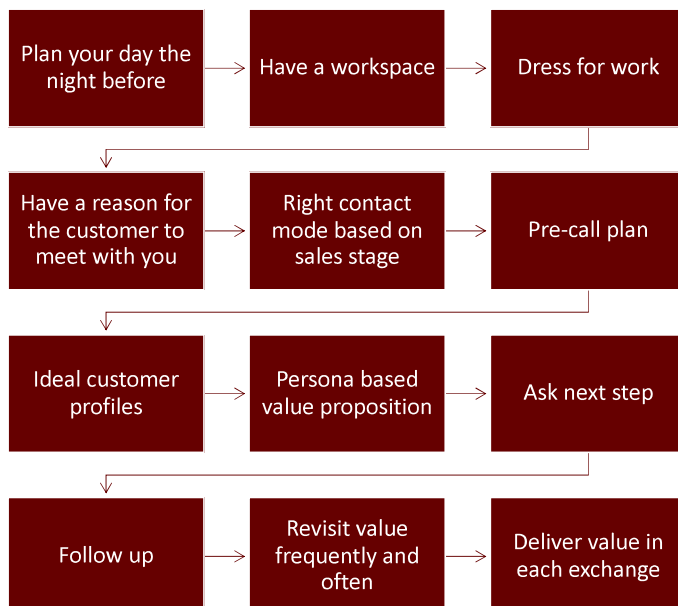 Plan your day the
night before
Have a workspace
Dress for work
Have a reason for
the customer to
meet with you
Right contact
mode based on
sales stage
Pre-call plan
Ideal customer
profiles
Persona based
value proposition
Ask next step
Follow up
Revisit value
frequently and
often
Deliver value in
each exchange